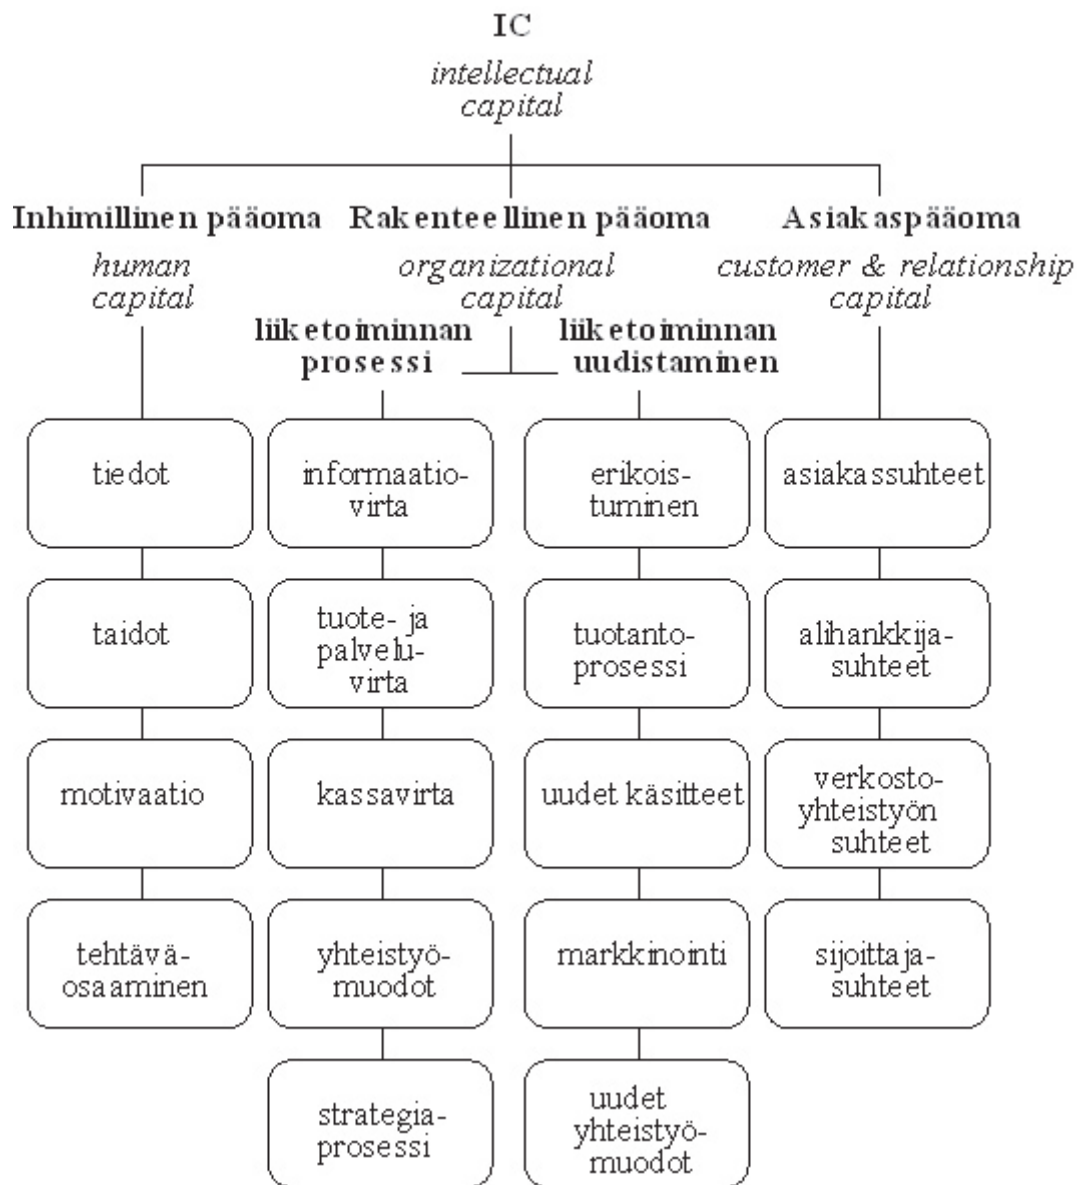 IC
intellectual
capital
Inhimillinen pääoma
human
capital
Rakenteellinen pääoma
organizational
capital
Asiakaspääoma
customer & relationship
capital
liiketoiminnan
prosessi
liiketoiminnan
uudistaminen
tiedot
taidot
motivaatio
tehtävä-
osaaminen
informaatio-
virta
tuote- ja
palvelu-
virta
kassavirta
yhteistyö-
muodot
strategia-
prosessi
erikois-
tuminen
tuotanto-
prosessi
uudet käsitteet
markkinointi
uudet
yhteistyö-
muodot
asiakassuhteet
alihankkija-
suhteet
verkosto-
yhteistyön
suhteet
sijoittaja-
suhteet